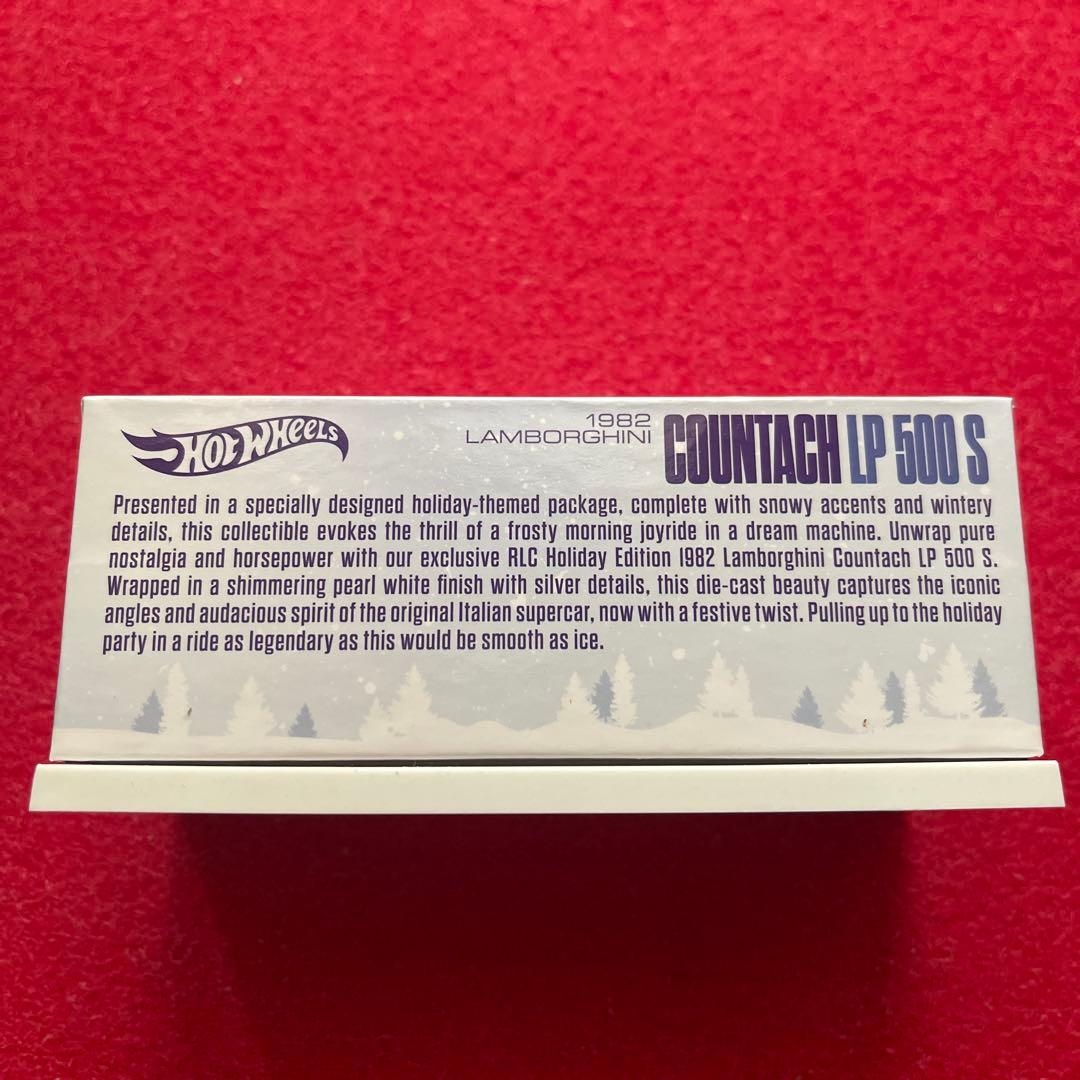 HOT WHEELS
1982
LAMBORGHINI
COUNTACH LP 500 S
Presented in a specially designed holiday-themed package, complete with snowy accents and wintery
details, this collectible evokes the thrill of a frosty morning joyride in a dream machine. Unwrap pure
nostalgia and horsepower with our exclusive RLC Holiday Edition 1982 Lamborghini Countach LP 500 S.
Wrapped in a shimmering pearl white finish with silver details, this die-cast beauty captures the iconic
angles and audacious spirit of the original Italian supercar, now with a festive twist. Pulling up to the holiday
party in a ride as legendary as this would be smooth as ice.